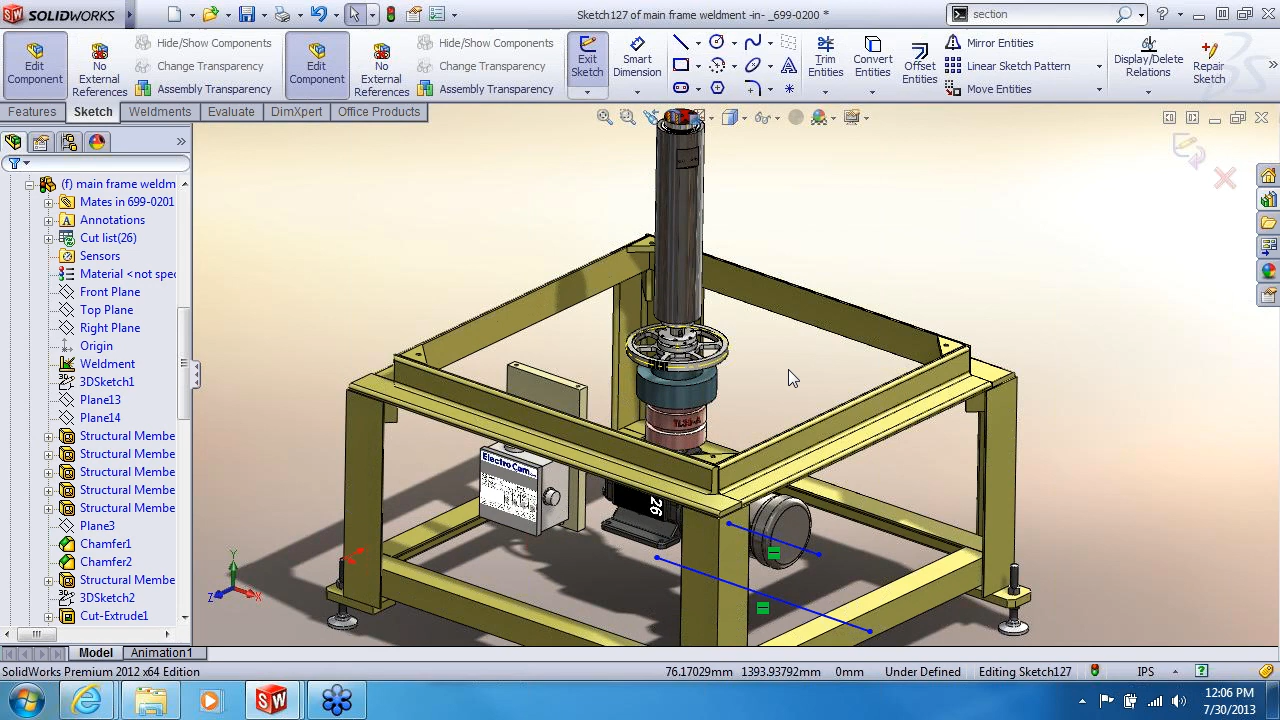 SOLIDWORKS
Sketch127 of main frame weldment -in- _699-0200 *
section
Edit Component
No External References
Hide/Show Components
Change Transparency
Assembly Transparency
Edit Component
No External References
Hide/Show Components
Change Transparency
Assembly Transparency
Exit Sketch
Smart Dimension
Trim Entities
Convert Entities
Offset Entities
Mirror Entities
Linear Sketch Pattern
Move Entities
Display/Delete Relations
Repair Sketch
Features
Sketch
Weldments
Evaluate
DimXpert
Office Products
(f) main frame weldm
Mates in 699-0201
Annotations
Cut list(26)
Sensors
Material <not spec
Front Plane
Top Plane
Right Plane
Origin
Weldment
3DSketch1
Plane13
Plane14
Structural Membe
Structural Membe
Structural Membe
Structural Membe
Structural Membe
Plane3
Chamfer1
Chamfer2
Structural Membe
3DSketch2
Cut-Extrude1
Electro Cam...
26
Y
Z
X
Model
Animation1
SolidWorks Premium 2012 x64 Edition
76.17029mm
1393.93792mm
0mm
Under Defined
Editing Sketch127
IPS
12:06 PM
7/30/2013